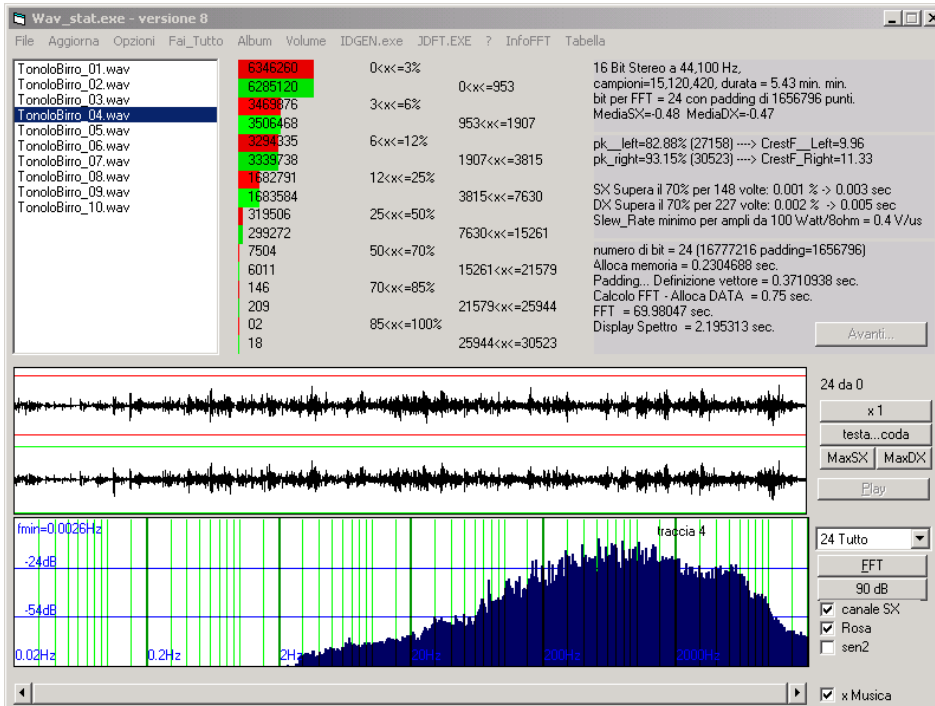 Wav_stat.exe - versione 8
File Aggiorna Opzioni Fai_Tutto Album Volume IDGEN.exe JDFT.EXE ? InfoFFT Tabella
TonoloBirro_01.wav
TonoloBirro_02.wav
TonoloBirro_03.wav
TonoloBirro_04.wav
TonoloBirro_05.wav
TonoloBirro_06.wav
TonoloBirro_07.wav
TonoloBirro_08.wav
TonoloBirro_09.wav
TonoloBirro_10.wav
6346260 0<x<=3%
6285120 0<x<=953
3469876 3<x<=6%
3506468 953<x<=1907
3294335 6<x<=12%
3339738 1907<x<=3815
1682791 12<x<=25%
1683584 3815<x<=7630
319506 25<x<=50%
299272 7630<x<=15261
7504 50<x<=70%
6011 15261<x<=21579
146 70<x<=85%
209 21579<x<=25944
02 85<x<=100%
18 25944<x<=30523
16 Bit Stereo a 44,100 Hz,
campioni=15,120,420, durata = 5.43 min. min.
bit per FFT = 24 con padding di 1656796 punti.
MediaSX=-0.48 MediaDX=-0.47
pk__left=82.88% (27158) ----> CrestF__Left=9.96
pk_right=93.15% (30523) ----> CrestF_Right=11.33
SX Supera il 70% per 148 volte: 0.001 % -> 0.003 sec
DX Supera il 70% per 227 volte: 0.002 % -> 0.005 sec
Slew_Rate minimo per ampli da 100 Watt/8ohm = 0.4 V/us
numero di bit = 24 (16777216 padding=1656796)
Alloca memoria = 0.2304688 sec.
Padding... Definizione vettore = 0.3710938 sec.
Calcolo FFT - Alloca DATA = 0.75 sec.
FFT = 69.98047 sec.
Display Spettro = 2.195313 sec.
Avanti...
24 da 0
x 1
testa...coda
MaxSX MaxDX
Play
fmin=0.0026Hz
traccia 4
-24dB
-54dB
0.02Hz 0.2Hz 2Hz 20Hz 200Hz 2000Hz
24 Tutto
FFT
90 dB
canale SX
Rosa
sen2
x Musica